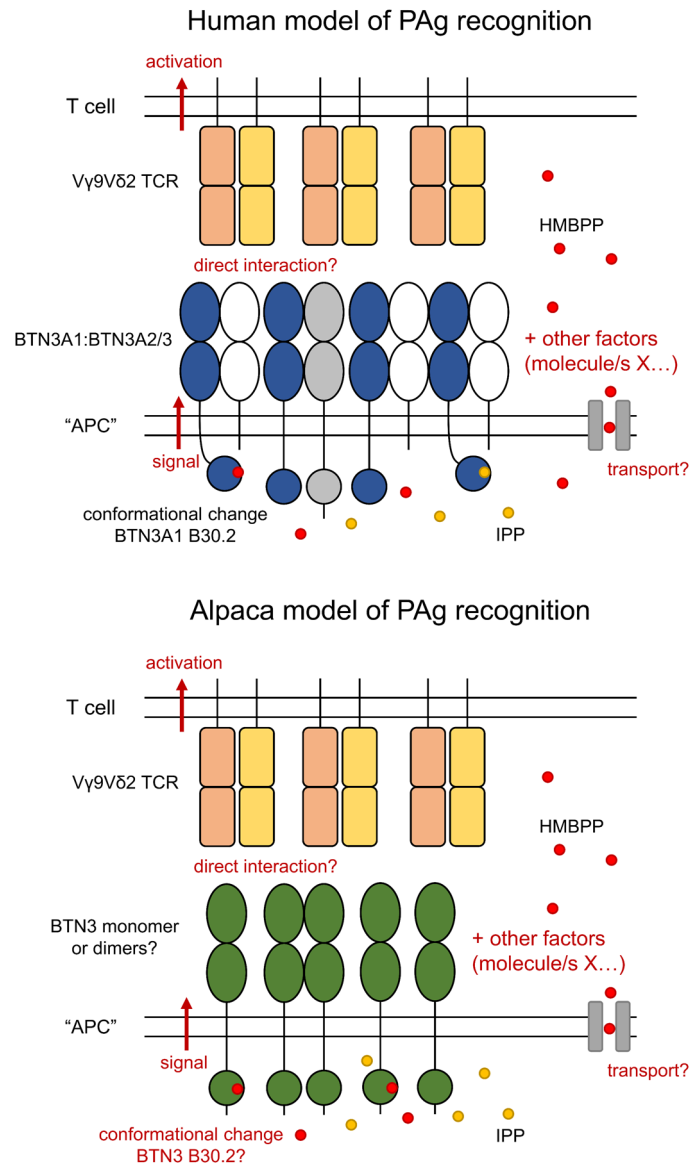 Human model of PAg recognition
activation
T cell
Vγ9Vδ2 TCR
HMBPP
direct interaction?
BTN3A1:BTN3A2/3
+ other factors
(molecule/s X…)
“APC”
signal
transport?
conformational change
BTN3A1 B30.2
IPP
Alpaca model of PAg recognition
activation
T cell
Vγ9Vδ2 TCR
HMBPP
direct interaction?
BTN3 monomer
or dimers?
+ other factors
(molecule/s X…)
“APC”
signal
transport?
conformational change
BTN3 B30.2?
IPP